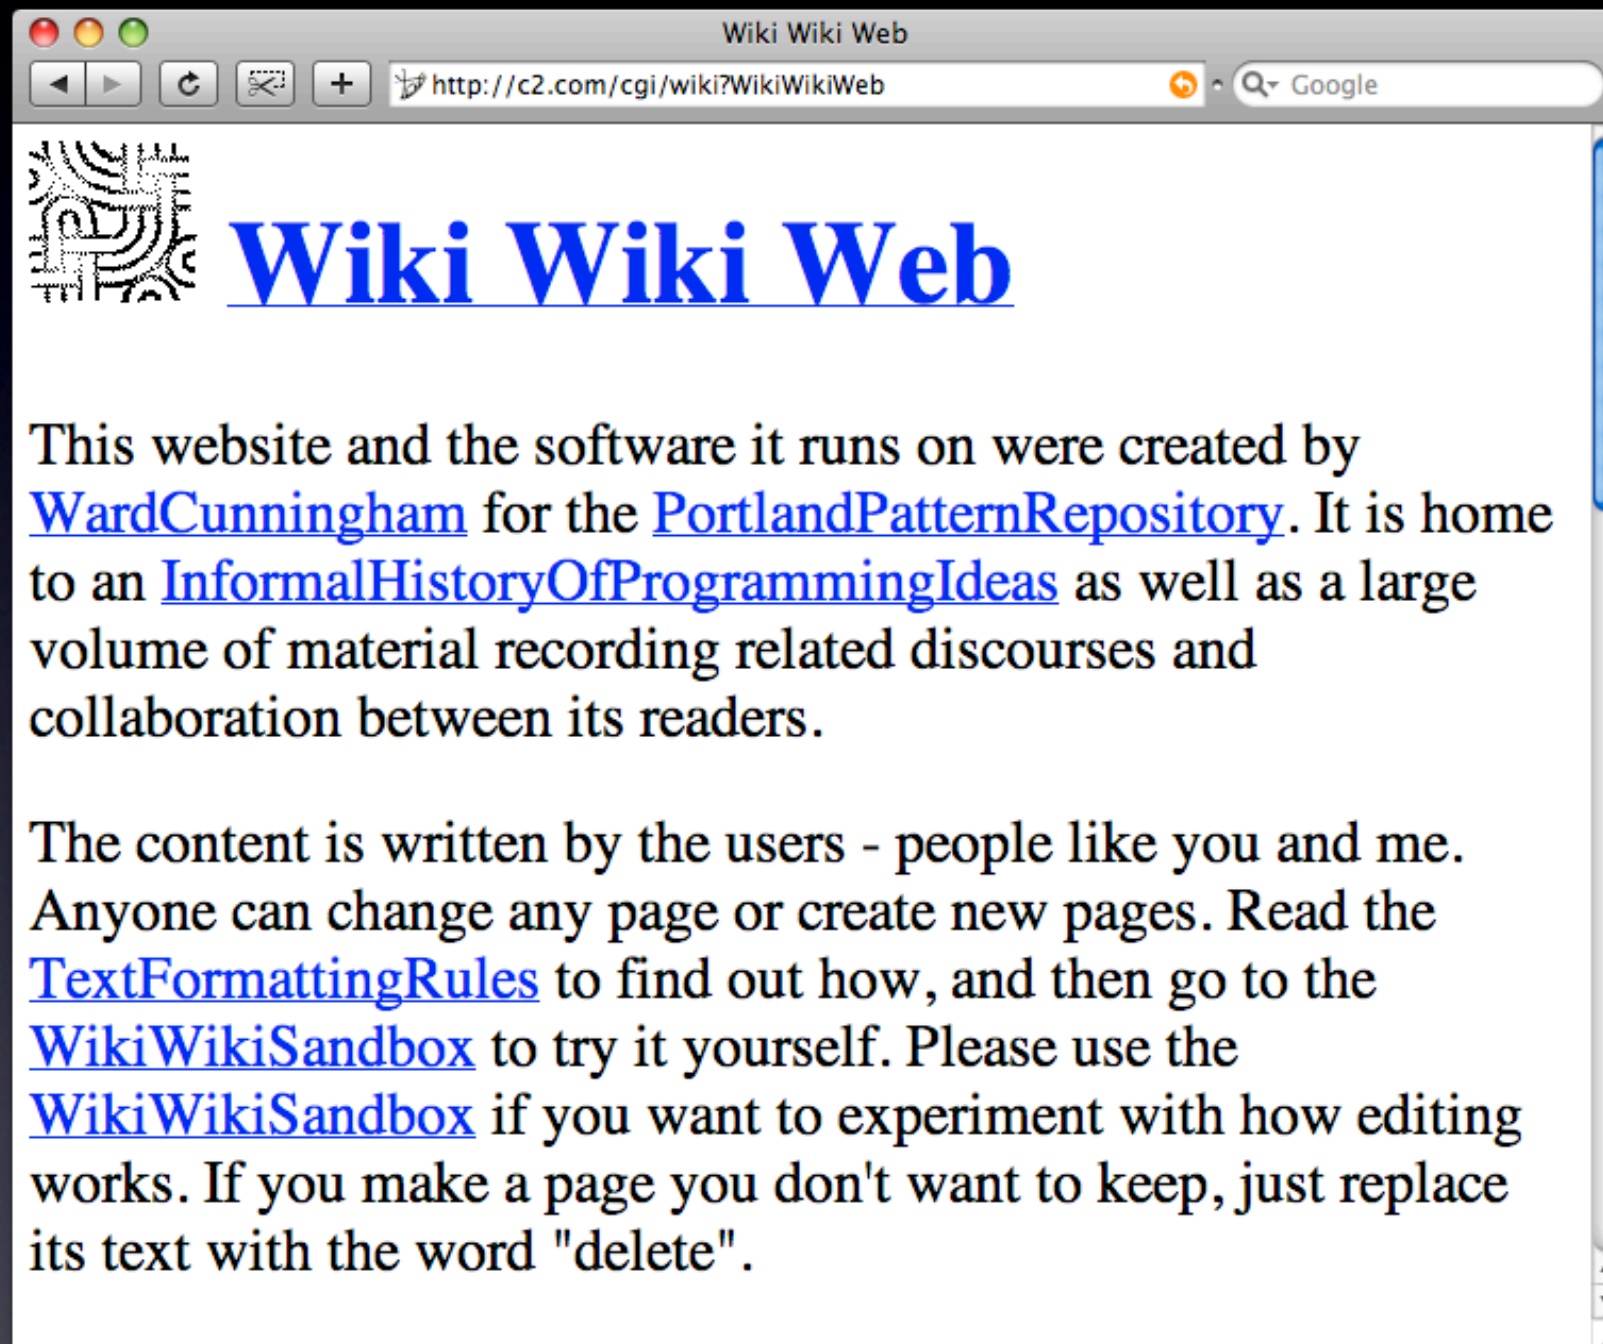 Wiki Wiki Web
http://c2.com/cgi/wiki?WikiWikiWeb
Google
Wiki Wiki Web
This website and the software it runs on were created by
WardCunningham for the PortlandPatternRepository. It is home
to an InformalHistoryOfProgrammingIdeas as well as a large
volume of material recording related discourses and
collaboration between its readers.
The content is written by the users - people like you and me.
Anyone can change any page or create new pages. Read the
TextFormattingRules to find out how, and then go to the
WikiWikiSandbox to try it yourself. Please use the
WikiWikiSandbox if you want to experiment with how editing
works. If you make a page you don't want to keep, just replace
its text with the word "delete".